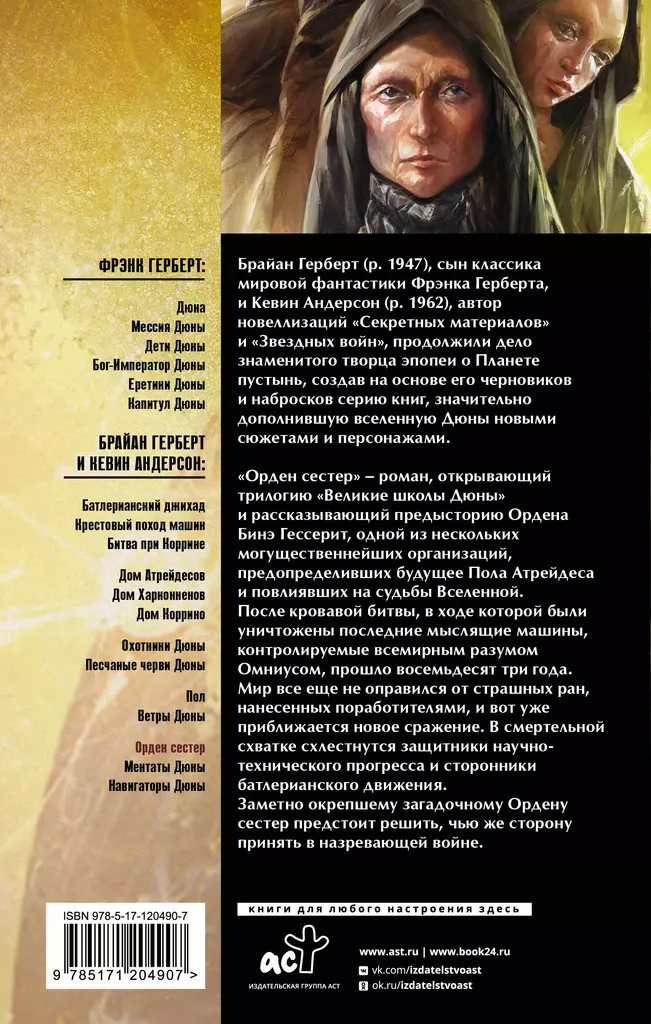 ФРЭНК ГЕРБЕРТ:
Дюна
Мессия Дюны
Дети Дюны
Бог-Император Дюны
Еретики Дюны
Капитул Дюны
БРАЙАН ГЕРБЕРТ
И КЕВИН АНДЕРСОН:
Батлерианский джихад
Крестовый поход машин
Битва при Коррине
Дом Атрейдесов
Дом Харконненов
Дом Коррино
Охотники Дюны
Песчаные черви Дюны
Пол
Ветры Дюны
Орден сестер
Ментаты Дюны
Навигаторы Дюны
Брайан Герберт (р. 1947), сын классика
мировой фантастики Фрэнка Герберта,
и Кевин Андерсон (р. 1962), автор
новеллизаций «Секретных материалов»
и «Звездных войн», продолжили дело
знаменитого творца эпопеи о Планете
пустынь, создав на основе его черновиков
и набросков серию книг, значительно
дополнившую вселенную Дюны новыми
сюжетами и персонажами.
«Орден сестер» – роман, открывающий
трилогию «Великие школы Дюны»
и рассказывающий предысторию Ордена
Бинэ Гессерит, одной из нескольких
могущественнейших организаций,
предопределивших будущее Пола Атрейдеса
и повлиявших на судьбы Вселенной.
После кровавой битвы, в ходе которой были
уничтожены последние мыслящие машины,
контролируемые всемирным разумом
Омниусом, прошло восемьдесят три года.
Мир все еще не оправился от страшных ран,
нанесенных поработителями, и вот уже
приближается новое сражение. В смертельной
схватке схлестнутся защитники научно-
технического прогресса и сторонники
батлерианского движения.
Заметно окрепшему загадочному Ордену
сестер предстоит решить, чью же сторону
принять в назревающей войне.
ISBN 978-5-17-120490-7
9 785171 204907 >
книги для любого настроения здесь
аст
ИЗДАТЕЛЬСКАЯ ГРУППА АСТ
www.ast.ru | www.book24.ru
vk.com/izdatelstvoast
ok.ru/izdatelstvoast